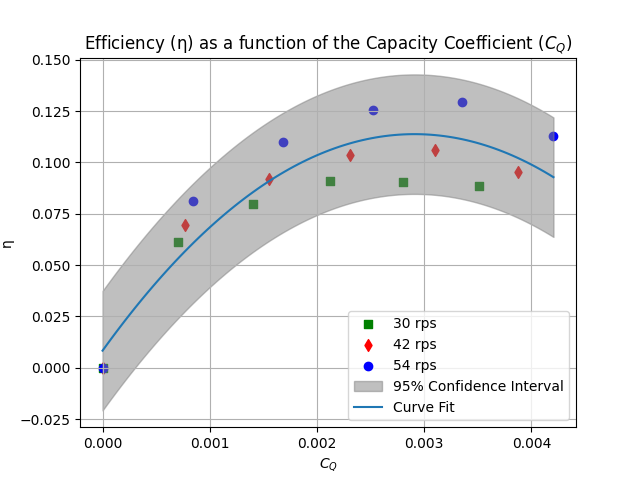 Efficiency (η) as a function of the Capacity Coefficient (C_Q)
0.150
0.125
0.100
0.075
0.050
0.025
0.000
−0.025
η
30 rps
42 rps
54 rps
95% Confidence Interval
Curve Fit
0.000 0.001 0.002 0.003 0.004
C_Q